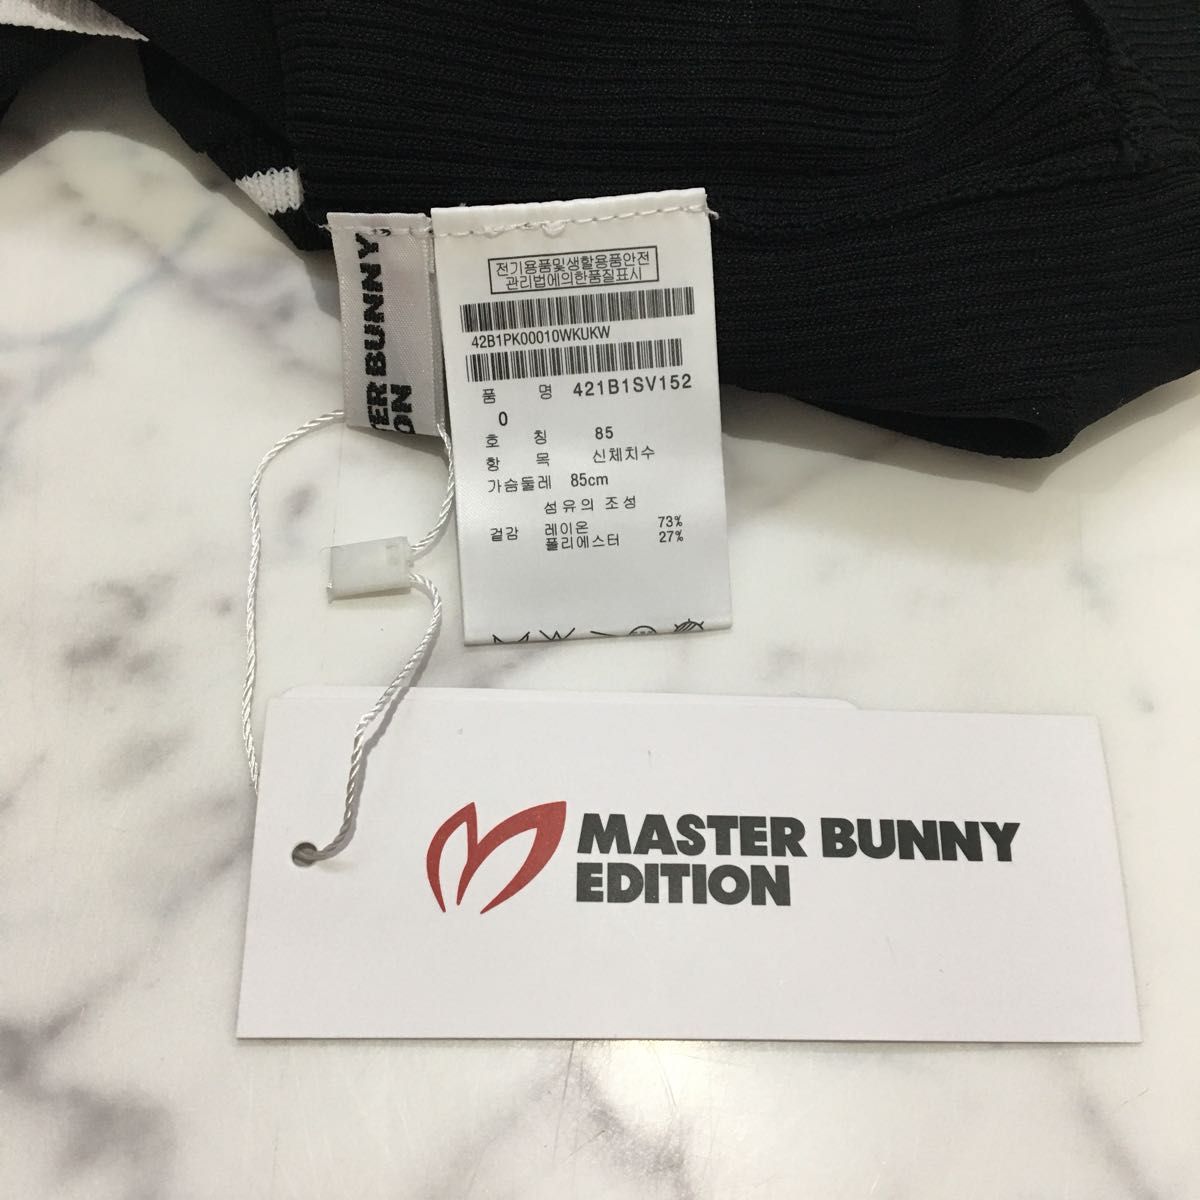 MASTER BUNNY
EDITION
전기용품및생활용품안전
관리법에의한품질표시
42B1PK00010WKUKW
품 명 421B1SV152
0
호 칭 85
항 목 신체치수
가슴둘레 85cm
섬유의 조성
겉감 레이온 73%
폴리에스터 27%
TER BUNNY
ON